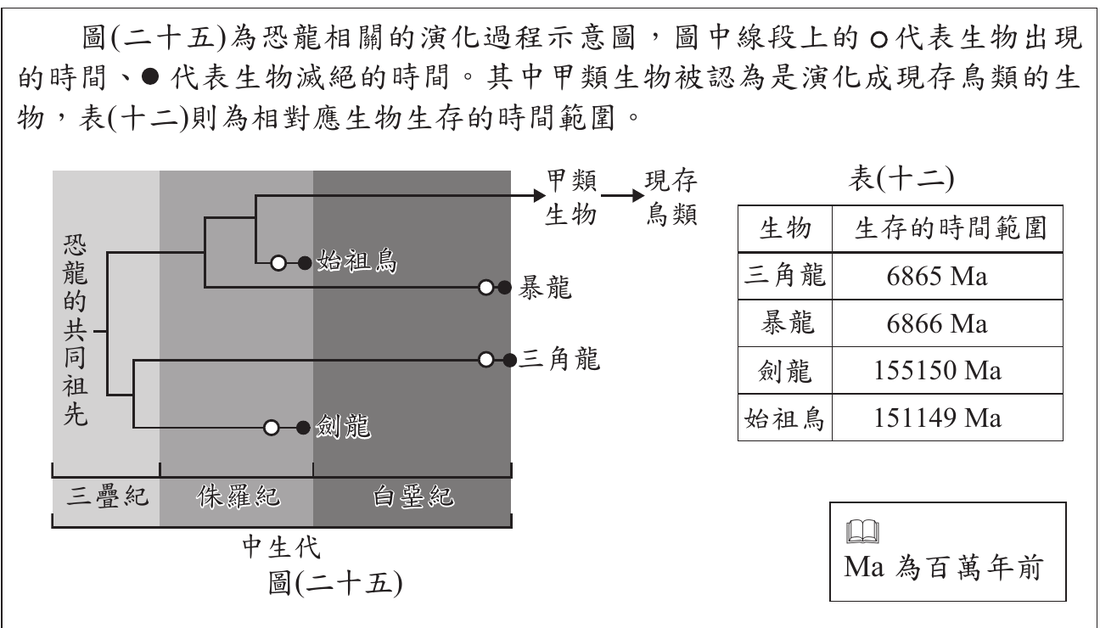 圖(二十五)為恐龍相關的演化過程示意圖,圖中線段上的 ○代表生物出現
的時間、● 代表生物滅絕的時間。其中甲類生物被認為是演化成現存鳥類的生
物,表(十二)則為相對應生物生存的時間範圍。
恐龍的共同祖先
甲類
生物
現存
鳥類
始祖鳥
暴龍
三角龍
劍龍
三疊紀 侏羅紀 白堊紀
中生代
圖(二十五)
表(十二)
生物 生存的時間範圍
三角龍 6865 Ma
暴龍 6866 Ma
劍龍 155150 Ma
始祖鳥 151149 Ma
Ma 為百萬年前